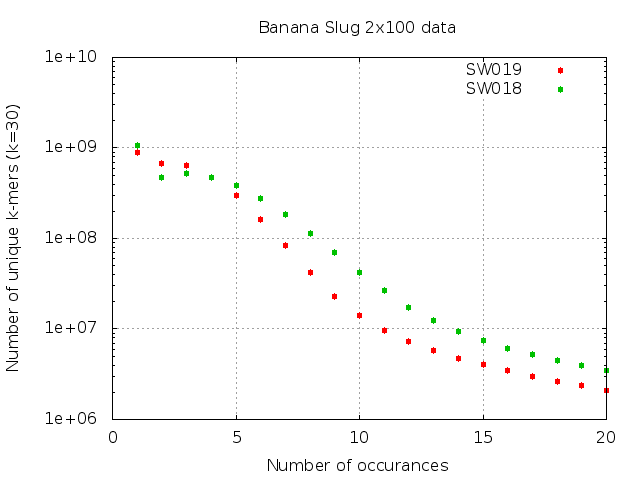 Banana Slug 2x100 data
SW019
SW018
Number of unique k-mers (k=30)
1e+10
1e+09
1e+08
1e+07
1e+06
0 5 10 15 20
Number of occurances